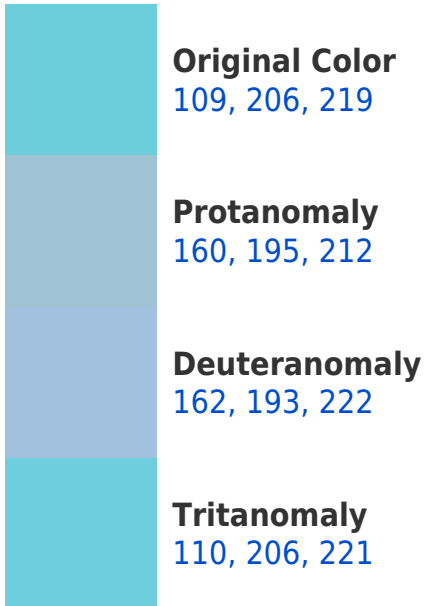 Original Color
109, 206, 219
Protanomaly
160, 195, 212
Deuteranomaly
162, 193, 222
Tritanomaly
110, 206, 221